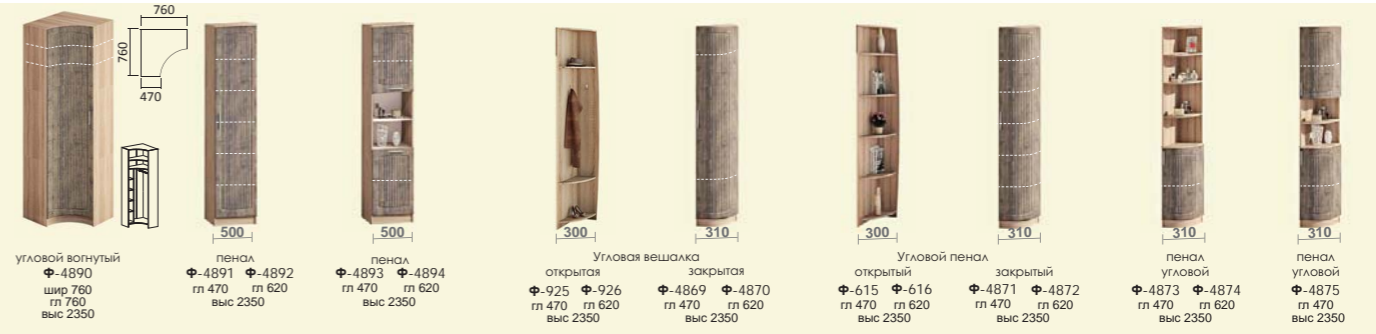 760
760
470
500
500
300
310
300
310
310
310
угловой вогнутый
Ф-4890
шир 760
гл 760
выс 2350
пенал
Ф-4891 Ф-4892
гл 470 гл 620
выс 2350
пенал
Ф-4893 Ф-4894
гл 470 гл 620
выс 2350
Угловая вешалка
открытая
Ф-925 Ф-926
гл 470 гл 620
выс 2350
закрытая
Ф-4869 Ф-4870
гл 470 гл 620
выс 2350
Угловой пенал
открытый
Ф-615 Ф-616
гл 470 гл 620
выс 2350
закрытый
Ф-4871 Ф-4872
гл 470 гл 620
выс 2350
пенал
угловой
Ф-4873 Ф-4874
гл 470 гл 620
выс 2350
пенал
угловой
Ф-4875
гл 470
выс 2350